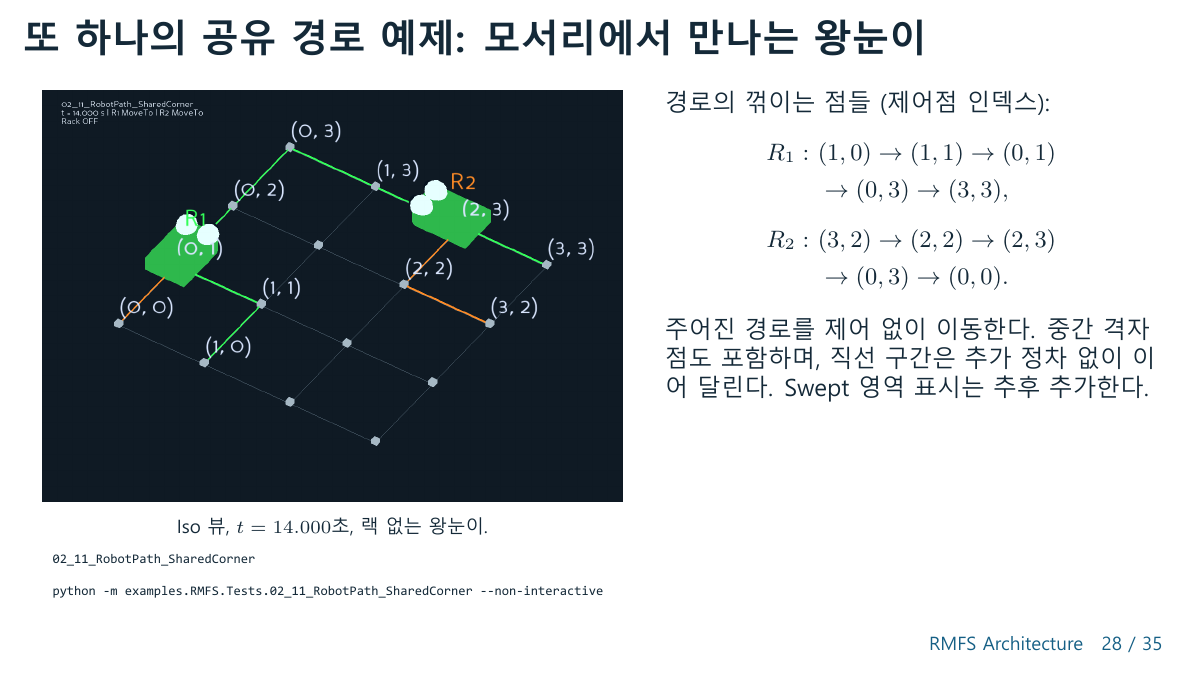 또 하나의 공유 경로 예제: 모서리에서 만나는 왕눈이
02_11_RobotPath_SharedCorner
t = 14.000 s | R1 MoveTo | R2 MoveTo
Rack OFF
(0, 3)
(1, 3)
R2
(0, 2)
(2, 3)
R1
(0, 1)
(3, 3)
(2, 2)
(1, 1)
(0, 0)
(3, 2)
(1, 0)
Iso 뷰, t = 14.000초, 랙 없는 왕눈이.
02_11_RobotPath_SharedCorner
python -m examples.RMFS.Tests.02_11_RobotPath_SharedCorner --non-interactive
경로의 꺾이는 점들 (제어점 인덱스):
R₁ : (1, 0) → (1, 1) → (0, 1)
→ (0, 3) → (3, 3),
R₂ : (3, 2) → (2, 2) → (2, 3)
→ (0, 3) → (0, 0).
주어진 경로를 제어 없이 이동한다. 중간 격자
점도 포함하며, 직선 구간은 추가 정차 없이 이
어 달린다. Swept 영역 표시는 추후 추가한다.
RMFS Architecture 28 / 35